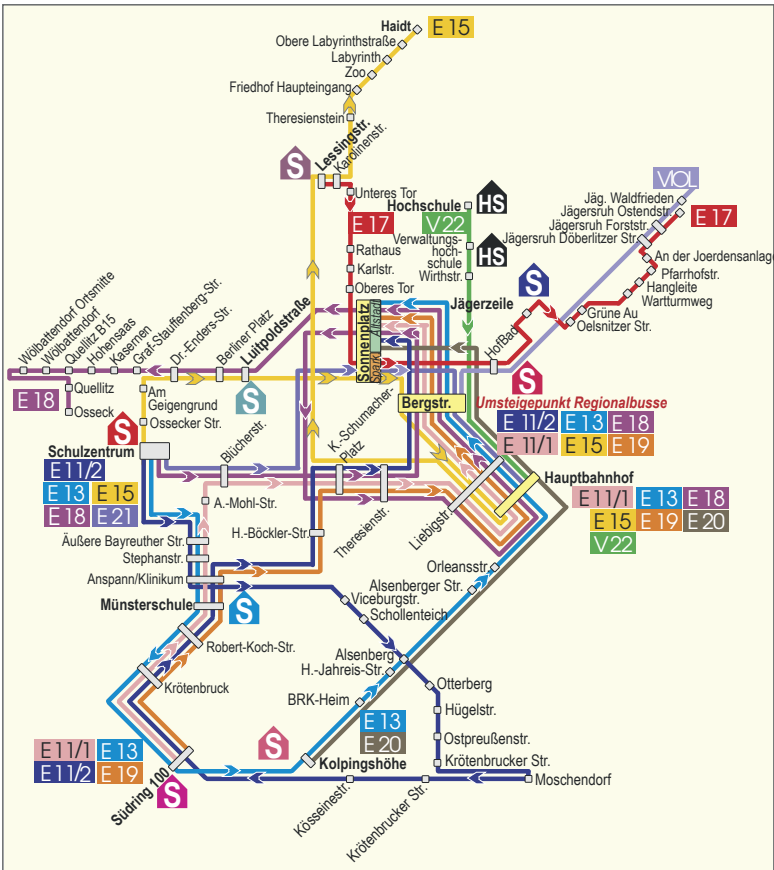 Haidt
E 15
Obere Labyrinthstraße
Labyrinth
Zoo
Friedhof Haupteingang
Theresienstein
Lessingstr.
Karolinenstr.
S
Unteres Tor
Hochschule
HS
VIOL
E 17
V 22
Verwaltungs-
hoch-
schule
HS
Wirthstr.
Jäg. Waldfrieden
Jägersruh Ostendstr.
E 17
Jägersruh Forststr.
Jägersruh Döberlitzer Str.
An der Joerdensanlage
Pfarrhofstr.
Hangleite
Wartturmweg
Grüne Au
Oelsnitzer Str.
Rathaus
Karlstr.
Oberes Tor
Jägerzeile
S
HofBad
S
Sonnenplatz
Altstadt
Spark.
Wölbattendorf Ortsmitte
Wölbattendorf
Quellitz B15
Hohensaas
Kasernen
Graf-Stauffenberg-Str.
Dr.-Enders-Str.
Berliner Platz
Luitpoldstraße
S
E 18
Quellitz
Osseck
Am
Geigengrund
Ossecker Str.
S
Schulzentrum
E 11/2
E 13
E 15
E 18
E 21
Blücherstr.
K.-Schumacher-
Platz
Bergstr.
Umsteigepunkt Regionalbusse
E 11/2
E 13
E 18
E 11/1
E 15
E 19
Hauptbahnhof
E11/1
E 13
E 18
E 15
E 19
E 20
V22
A.-Mohl-Str.
H.-Böckler-Str.
Theresienstr.
Liebigstr.
Äußere Bayreuther Str.
Stephanstr.
Anspann/Klinikum
Münsterschule
S
Orleansstr.
Alsenberger Str.
Viceburgstr.
Schollenteich
Robert-Koch-Str.
Krötenbruck
Alsenberg
H.-Jahreis-Str.
BRK-Heim
Otterberg
Hügelstr.
Ostpreußenstr.
Krötenbrucker Str.
Moschendorf
E 13
E 20
S
Kolpingshöhe
E11/1
E 13
E11/2
E 19
Südring 100
S
Kösseinestr.
Krötenbrucker Str.